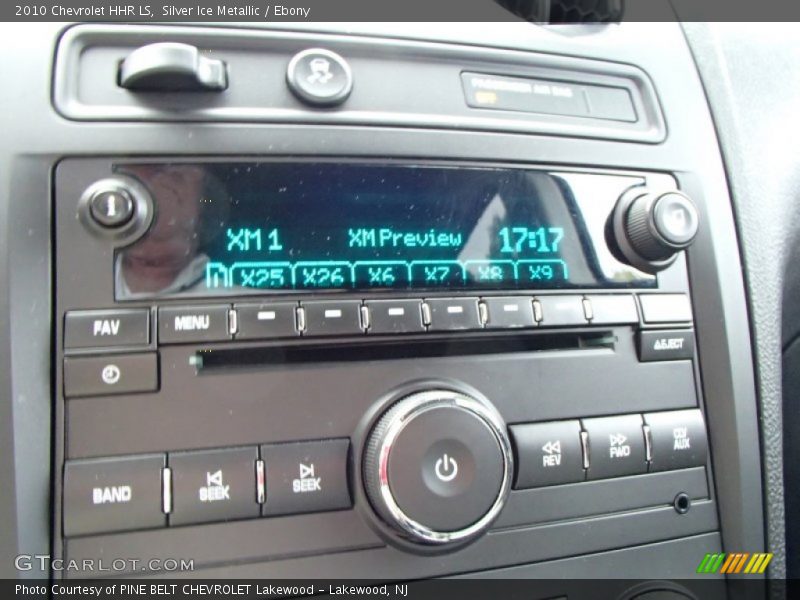 2010 Chevrolet HHR LS, Silver Ice Metallic / Ebony
PASSENGER AIR BAG
OFF
i
XM 1 XM Preview 17:17
X25 X26 X6 X7 X8 X9
FAV MENU
EJECT
BAND SEEK SEEK REV FWD CD/AUX
GTCARLOT.COM
Photo Courtesy of PINE BELT CHEVROLET Lakewood - Lakewood, NJ